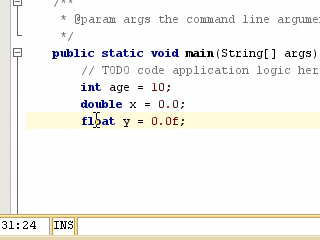 /**
* @param args the command line argume
*/
public static void main(String[] args)
// TODO code application logic her
int age = 10;
double x = 0.0;
float y = 0.0f;
31:24 INS